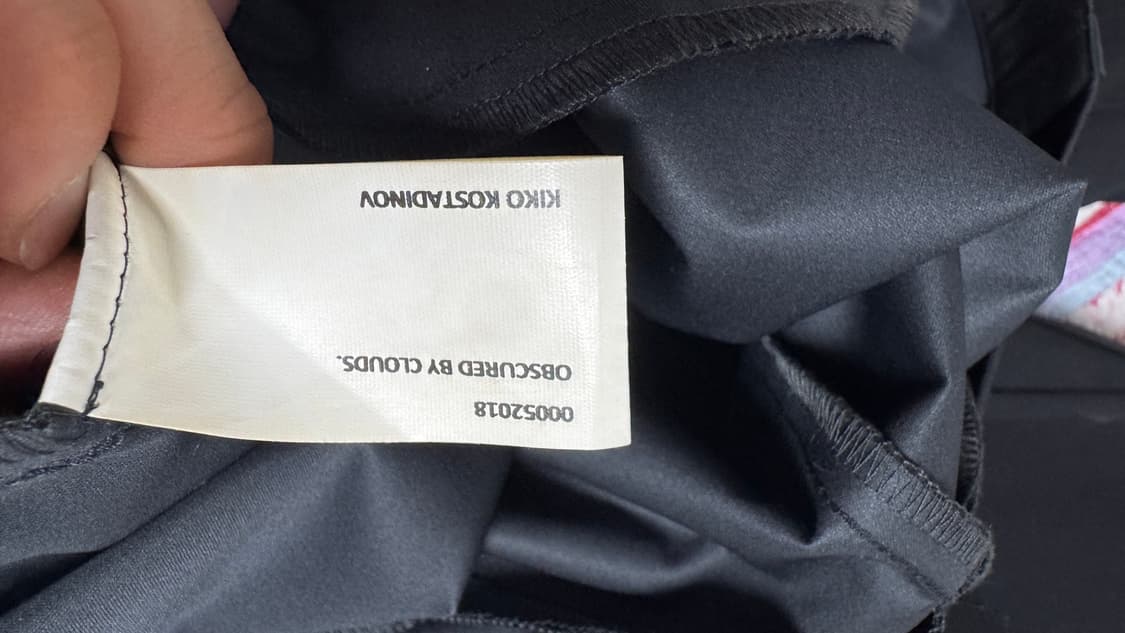 00052018
OBSCURED BY CLOUDS.
KIKO KOSTADINOV